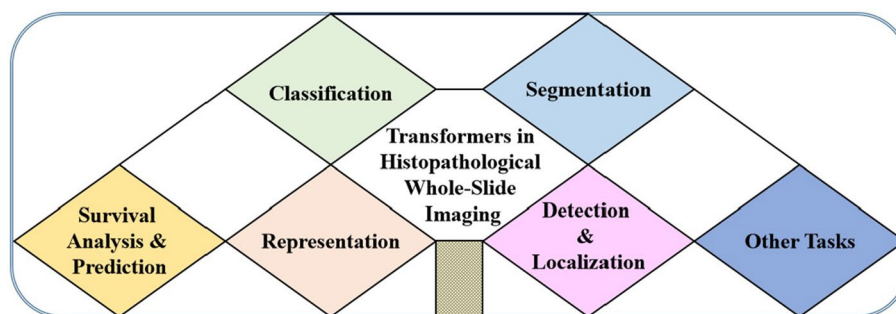 Classification
Segmentation
Transformers in
Histopathological
Whole-Slide
Imaging
Survival
Analysis &
Prediction
Representation
Detection
&
Localization
Other Tasks